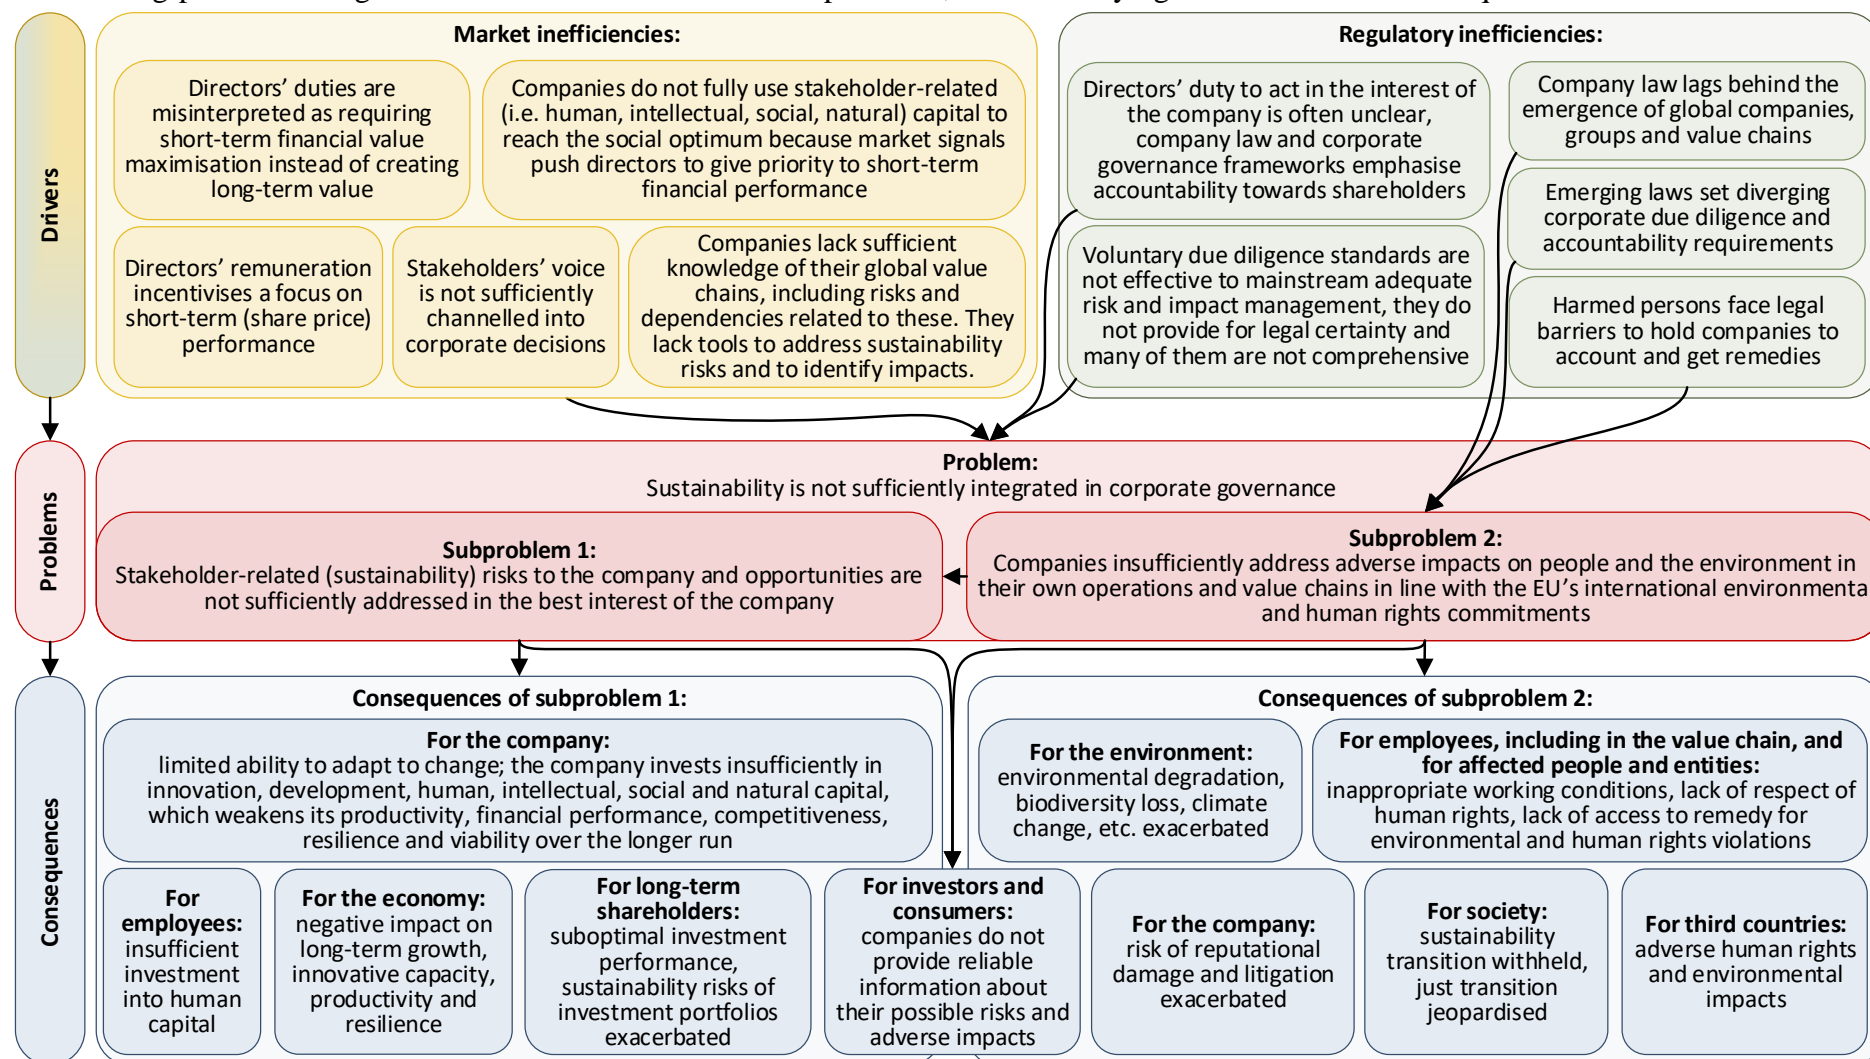 Drivers
Market inefficiencies:
Directors’ duties are
misinterpreted as requiring
short-term financial value
maximisation instead of creating
long-term value
Companies do not fully use stakeholder-related
(i.e. human, intellectual, social, natural) capital to
reach the social optimum because market signals
push directors to give priority to short-term
financial performance
Directors’ remuneration
incentivises a focus on
short-term (share price)
performance
Stakeholders’ voice
is not sufficiently
channelled into
corporate decisions
Companies lack sufficient
knowledge of their global value
chains, including risks and
dependencies related to these. They
lack tools to address sustainability
risks and to identify impacts.
Regulatory inefficiencies:
Directors’ duty to act in the interest of
the company is often unclear,
company law and corporate
governance frameworks emphasise
accountability towards shareholders
Voluntary due diligence standards are
not effective to mainstream adequate
risk and impact management, they do
not provide for legal certainty and
many of them are not comprehensive
Company law lags behind the
emergence of global companies,
groups and value chains
Emerging laws set diverging
corporate due diligence and
accountability requirements
Harmed persons face legal
barriers to hold companies to
account and get remedies
Problems
Problem:
Sustainability is not sufficiently integrated in corporate governance
Subproblem 1:
Stakeholder-related (sustainability) risks to the company and opportunities are
not sufficiently addressed in the best interest of the company
Subproblem 2:
Companies insufficiently address adverse impacts on people and the environment in
their own operations and value chains in line with the EU’s international environmenta
and human rights commitments
Consequences
Consequences of subproblem 1:
For the company:
limited ability to adapt to change; the company invests insufficiently in
innovation, development, human, intellectual, social and natural capital,
which weakens its productivity, financial performance, competitiveness,
resilience and viability over the longer run
For
employees:
insufficient
investment
into human
capital
For the economy:
negative impact on
long-term growth,
innovative capacity,
productivity and
resilience
For long-term
shareholders:
suboptimal investment
performance,
sustainability risks of
investment portfolios
exacerbated
For investors and
consumers:
companies do not
provide reliable
information about
their possible risks and
adverse impacts
Consequences of subproblem 2:
For the environment:
environmental degradation,
biodiversity loss, climate
change, etc. exacerbated
For employees, including in the value chain, and
for affected people and entities:
inappropriate working conditions, lack of respect of
human rights, lack of access to remedy for
environmental and human rights violations
For the company:
risk of reputational
damage and litigation
exacerbated
For society:
sustainability
transition withheld,
just transition
jeopardised
For third countries:
adverse human rights
and environmental
impacts